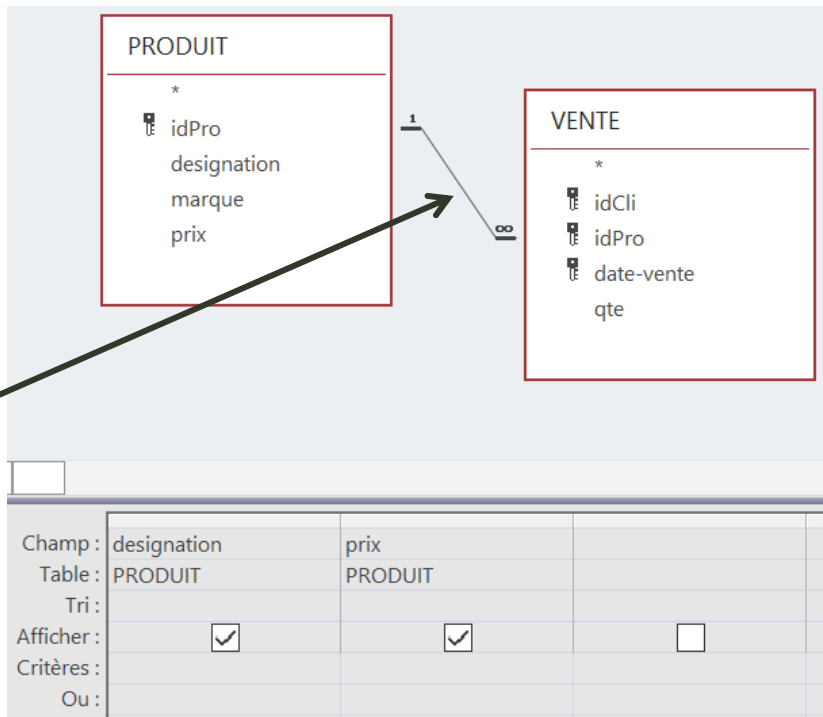 PRODUIT
*
idPro
designation
marque
prix
1
∞
VENTE
*
idCli
idPro
date-vente
qte
Champ : designation prix
Table : PRODUIT PRODUIT
Tri :
Afficher :
Critères :
Ou :